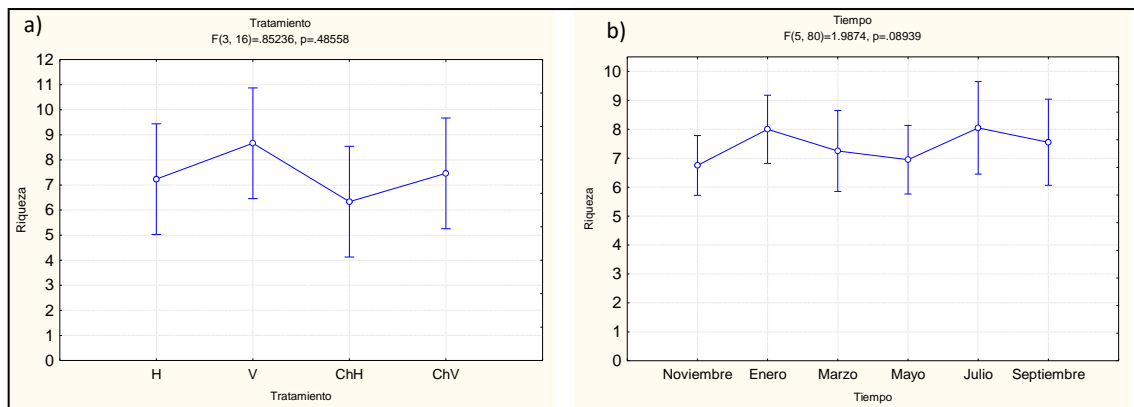 a)
Tratamiento
F(3, 16)=.85236, p=.48558
12
11
10
9
8
7
6
5
4
3
2
1
0
Riqueza
H V ChH ChV
Tratamiento
b)
Tiempo
F(5, 80)=1.9874, p=.08939
10
9
8
7
6
5
4
3
2
1
0
Riqueza
Noviembre Enero Marzo Mayo Julio Septiembre
Tiempo